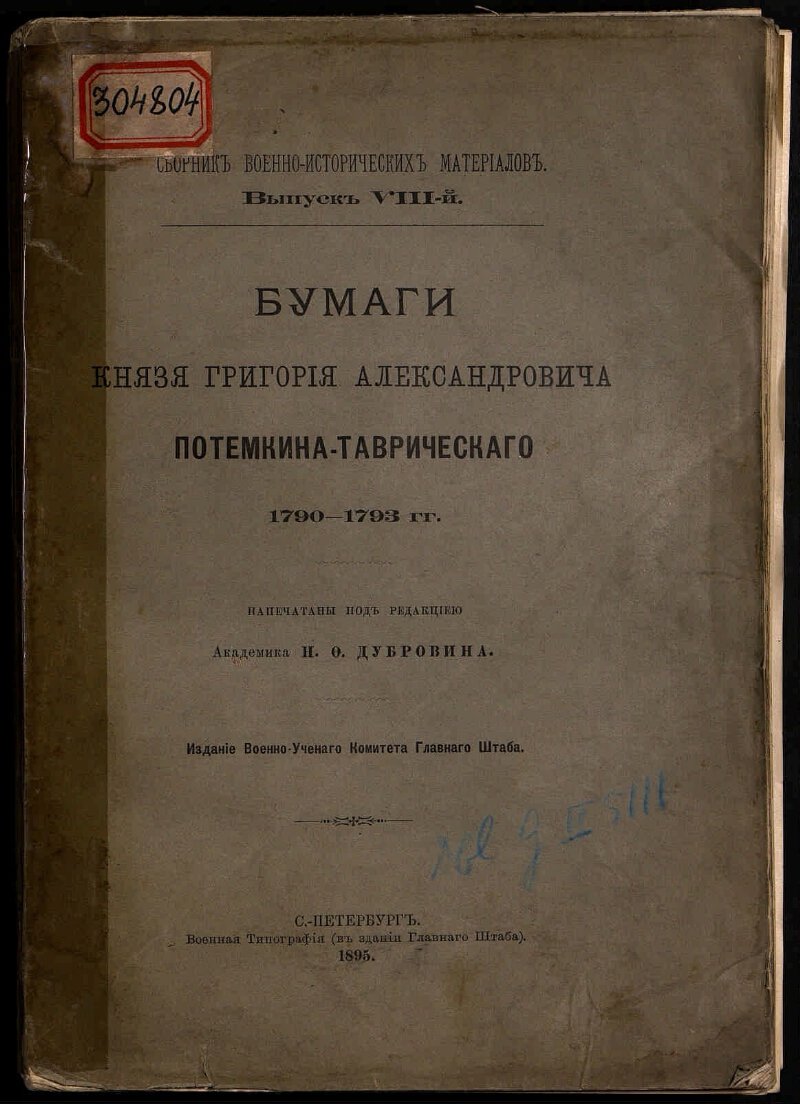 304804
СБОРНИКЪ ВОЕННО-ИСТОРИЧЕСКИХЪ МАТЕРІАЛОВЪ.
Выпускъ VIII-й.
БУМАГИ
КНЯЗЯ ГРИГОРІЯ АЛЕКСАНДРОВИЧА
ПОТЕМКИНА-ТАВРИЧЕСКАГО
1790—1793 гг.
НАПЕЧАТАНЫ ПОДЪ РЕДАКЦІЕЮ
Академика Н. Ѳ. ДУБРОВИНА.
Изданіе Военно-Ученаго Комитета Главнаго Штаба.
С.-ПЕТЕРБУРГЪ.
Военная Типографія (въ зданіи Главнаго Штаба).
1895.